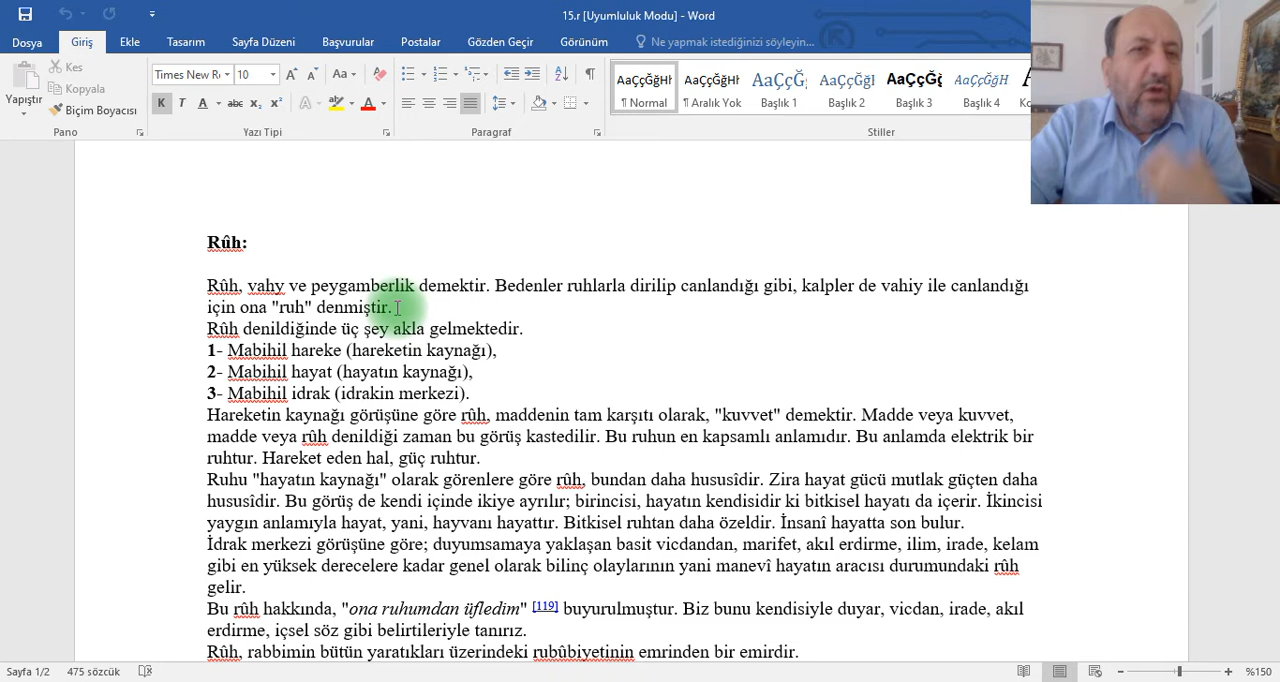 15.r [Uyumluluk Modu] - Word
Dosya Giriş Ekle Tasarım Sayfa Düzeni Başvurular Postalar Gözden Geçir Görünüm Ne yapmak istediğinizi söyleyin...
Kes
Kopyala
Biçim Boyacısı
Yapıştır
Times New Ro 10
Pano Yazı Tipi Paragraf Stiller
AaÇçĞğHł AaÇçĞğHł AaÇçĞ AaÇçĞğl AaÇçĞğ AaÇçĞğH
¶ Normal ¶ Aralık Yok Başlık 1 Başlık 2 Başlık 3 Başlık 4
Rûh:
Rûh, vahy ve peygamberlik demektir. Bedenler ruhlarla dirilip canlandığı gibi, kalpler de vahiy ile canlandığı
için ona "ruh" denmiştir.
Rûh denildiğinde üç şey akla gelmektedir.
1- Mabihil hareke (hareketin kaynağı),
2- Mabihil hayat (hayatın kaynağı),
3- Mabihil idrak (idrakin merkezi).
Hareketin kaynağı görüşüne göre rûh, maddenin tam karşıtı olarak, "kuvvet" demektir. Madde veya kuvvet,
madde veya rûh denildiği zaman bu görüş kastedilir. Bu ruhun en kapsamlı anlamıdır. Bu anlamda elektrik bir
ruhtur. Hareket eden hal, güç ruhtur.
Ruhu "hayatın kaynağı" olarak görenlere göre rûh, bundan daha hususîdir. Zira hayat gücü mutlak güçten daha
hususîdir. Bu görüş de kendi içinde ikiye ayrılır; birincisi, hayatın kendisidir ki bitkisel hayatı da içerir. İkincisi
yaygın anlamıyla hayat, yani, hayvanı hayattır. Bitkisel ruhtan daha özeldir. İnsanî hayatta son bulur.
İdrak merkezi görüşüne göre; duyumsamaya yaklaşan basit vicdandan, marifet, akıl erdirme, ilim, irade, kelam
gibi en yüksek derecelere kadar genel olarak bilinç olaylarının yani manevî hayatın aracısı durumundaki rûh
gelir.
Bu rûh hakkında, "ona ruhumdan üfledim" [119] buyurulmuştur. Biz bunu kendisiyle duyar, vicdan, irade, akıl
erdirme, içsel söz gibi belirtileriyle tanırız.
Rûh, rabbimin bütün yaratıkları üzerindeki rubûbiyetinin emrinden bir emirdir.
Sayfa 1/2 475 sözcük %150